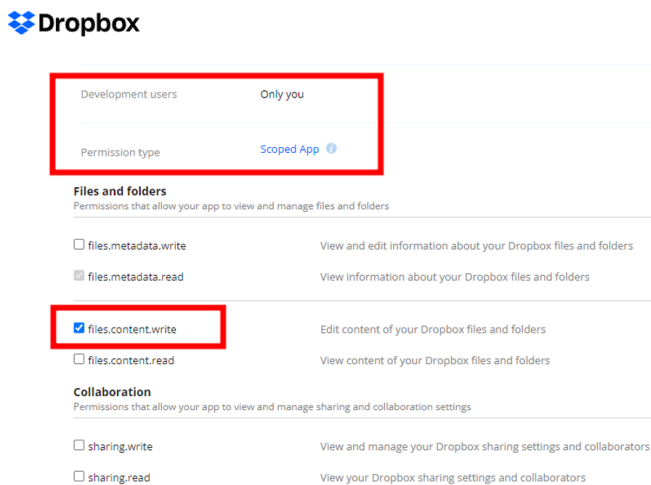 Dropbox
Development users Only you
Permission type Scoped App i
Files and folders
Permissions that allow your app to view and manage files and folders
files.metadata.write View and edit information about your Dropbox files and folders
files.metadata.read View information about your Dropbox files and folders
files.content.write Edit content of your Dropbox files and folders
files.content.read View content of your Dropbox files and folders
Collaboration
Permissions that allow your app to view and manage sharing and collaboration settings
sharing.write View and manage your Dropbox sharing settings and collaborators
sharing.read View your Dropbox sharing settings and collaborators